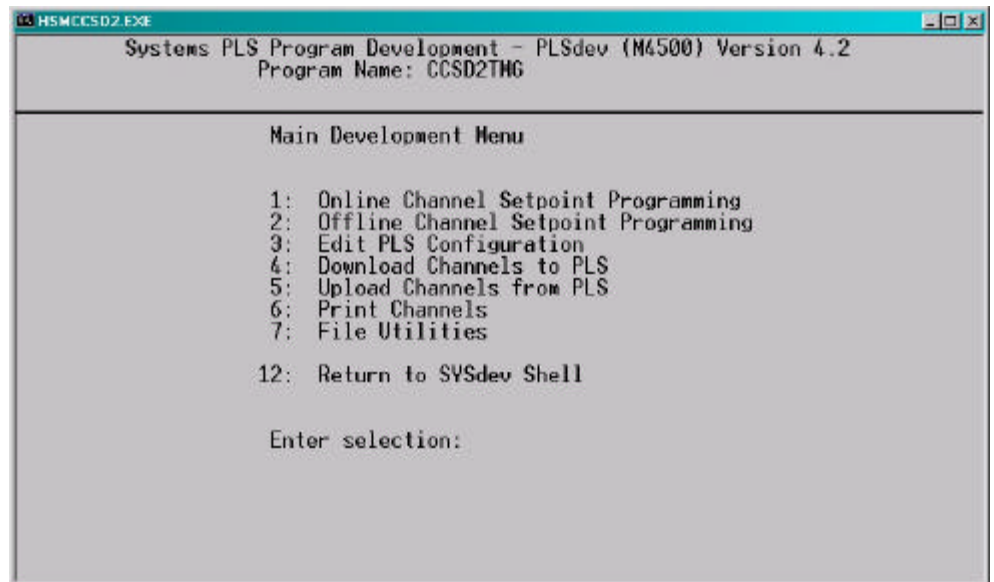 HSMCCSD2.EXE
Systems PLS Program Development - PLSdev (M4500) Version 4.2
Program Name: CCSD2TMG
Main Development Menu
1: Online Channel Setpoint Programming
2: Offline Channel Setpoint Programming
3: Edit PLS Configuration
4: Download Channels to PLS
5: Upload Channels from PLS
6: Print Channels
7: File Utilities
12: Return to SYSdev Shell
Enter selection: